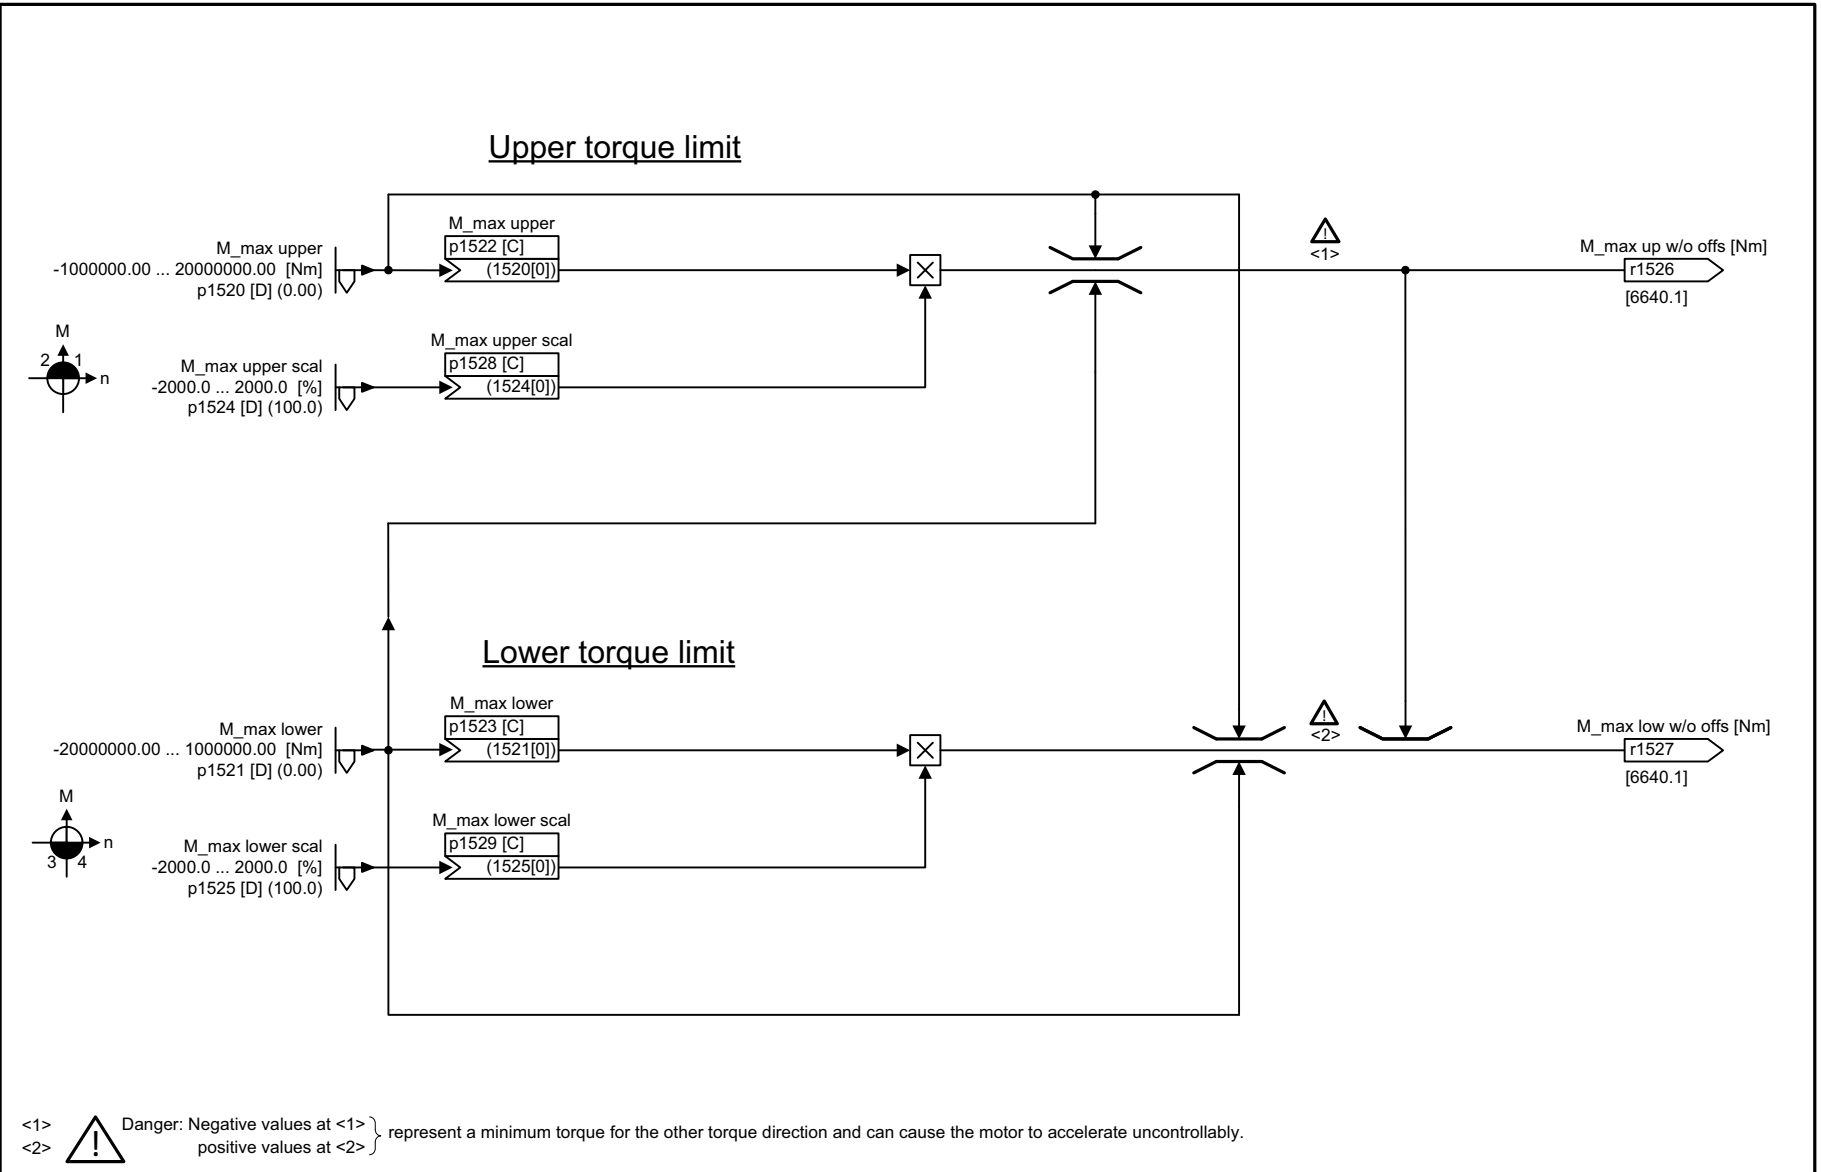 Upper torque limit
M_max upper
-1000000.00 ... 20000000.00 [Nm]
p1520 [D] (0.00)
M_max upper
p1522 [C]
(1520[0])
<1>
M_max up w/o offs [Nm]
r1526
[6640.1]
M
2 1
n
M_max upper scal
-2000.0 ... 2000.0 [%]
p1524 [D] (100.0)
M_max upper scal
p1528 [C]
(1524[0])
Lower torque limit
M_max lower
-20000000.00 ... 1000000.00 [Nm]
p1521 [D] (0.00)
M_max lower
p1523 [C]
(1521[0])
<2>
M_max low w/o offs [Nm]
r1527
[6640.1]
M
n
3 4
M_max lower scal
-2000.0 ... 2000.0 [%]
p1525 [D] (100.0)
M_max lower scal
p1529 [C]
(1525[0])
<1>
<2>
!
Danger: Negative values at <1>
positive values at <2>
represent a minimum torque for the other torque direction and can cause the motor to accelerate uncontrollably.